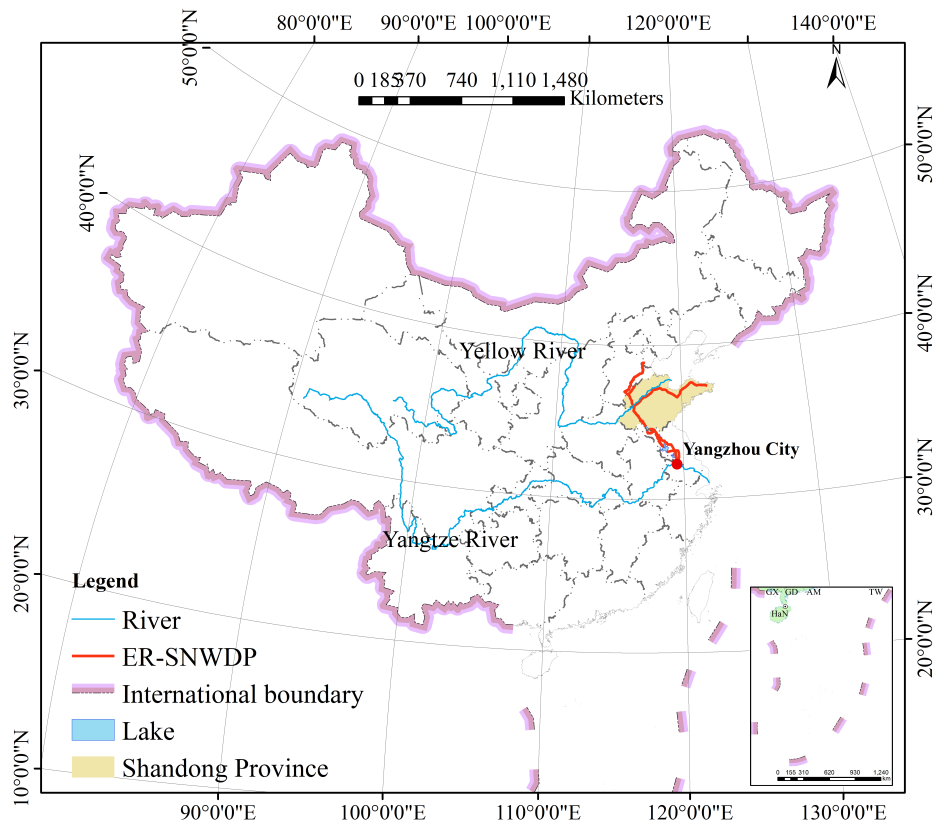 80°0'0"E 90°0'0"E 100°0'0"E 120°0'0"E 140°0'0"E
50°0'0"N
N
0 185 370 740 1,110 1,480
Kilometers
50°0'0"N
40°0'0"N
40°0'0"N
30°0'0"N
Yellow River
Yangzhou City
30°0'0"N
Yangtze River
20°0'0"N
20°0'0"N
Legend
River
ER-SNWDP
International boundary
Lake
Shandong Province
GX GD AM TW
HaN
0 155 310 620 930 1,240
km
10°0'0"N
90°0'0"E 100°0'0"E 110°0'0"E 120°0'0"E 130°0'0"E